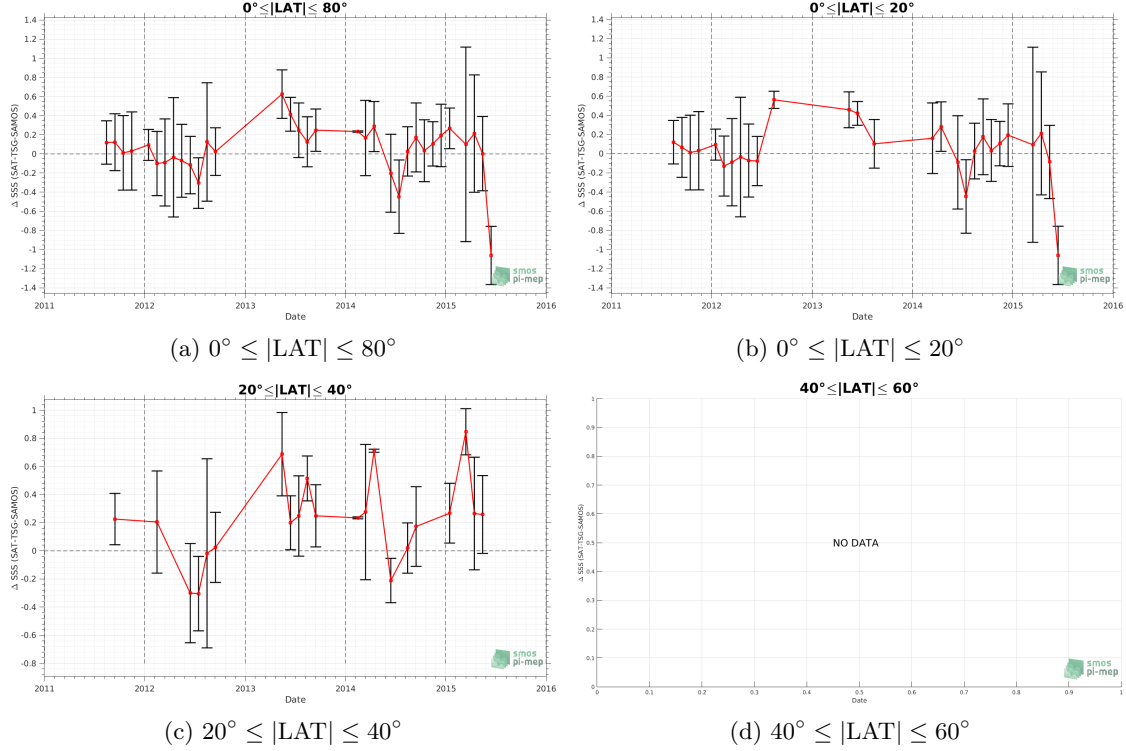 0°≤|LAT|≤ 80°
1.4
1.2
1
0.8
0.6
0.4
0.2
0
-0.2
-0.4
-0.6
-0.8
-1
-1.2
-1.4
Δ SSS (SAT-TSG-SAMOS)
2011 2012 2013 2014 2015 2016
Date
smos
pi-mep
(a) 0° ≤ |LAT| ≤ 80°
0°≤|LAT|≤ 20°
1.4
1.2
1
0.8
0.6
0.4
0.2
0
-0.2
-0.4
-0.6
-0.8
-1
-1.2
-1.4
Δ SSS (SAT-TSG-SAMOS)
2011 2012 2013 2014 2015 2016
Date
smos
pi-mep
(b) 0° ≤ |LAT| ≤ 20°
20°≤|LAT|≤ 40°
1
0.8
0.6
0.4
0.2
0
-0.2
-0.4
-0.6
-0.8
Δ SSS (SAT-TSG-SAMOS)
2011 2012 2013 2014 2015 2016
Date
smos
pi-mep
(c) 20° ≤ |LAT| ≤ 40°
40°≤|LAT|≤ 60°
1
0.9
0.8
0.7
0.6
0.5
0.4
0.3
0.2
0.1
0
Δ SSS (SAT-TSG-SAMOS)
NO DATA
0 0.1 0.2 0.3 0.4 0.5 0.6 0.7 0.8 0.9 1
Date
smos
pi-mep
(d) 40° ≤ |LAT| ≤ 60°